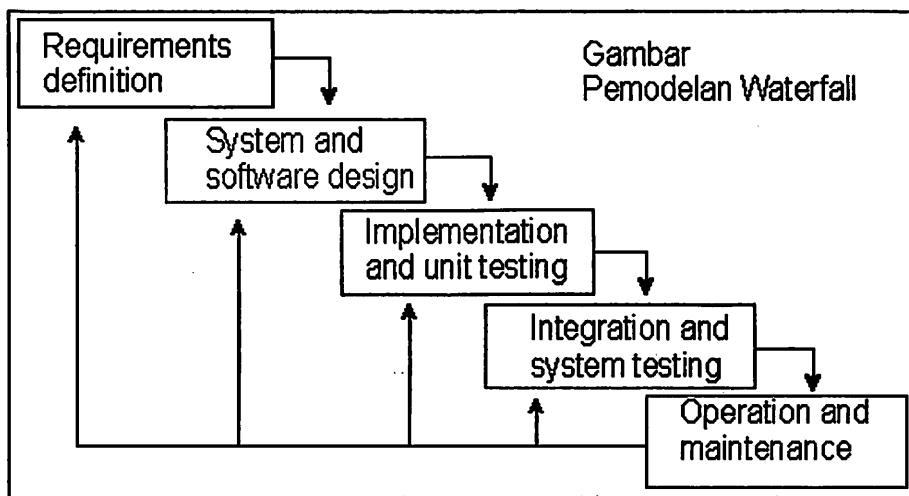 Requirements
definition
Gambar
Pemodelan Waterfall
System and
software design
Implementation
and unit testing
Integration and
system testing
Operation and
maintenance